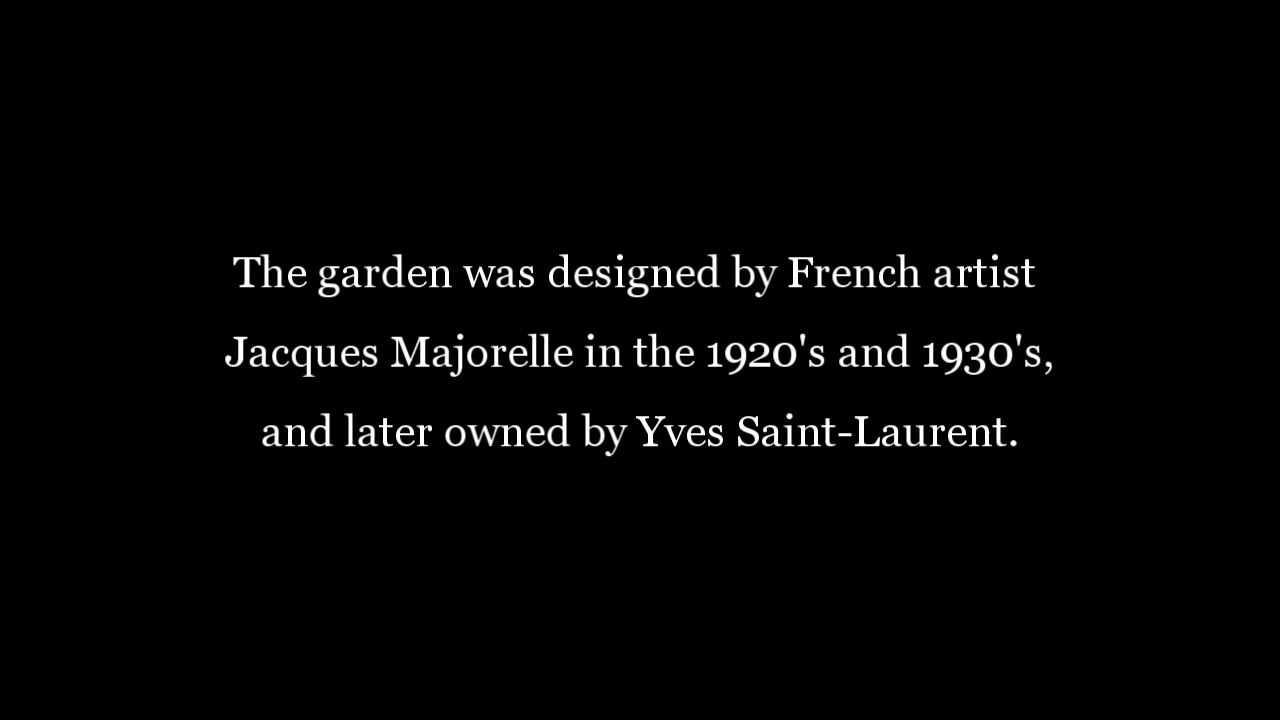 The garden was designed by French artist
Jacques Majorelle in the 1920's and 1930's,
and later owned by Yves Saint-Laurent.